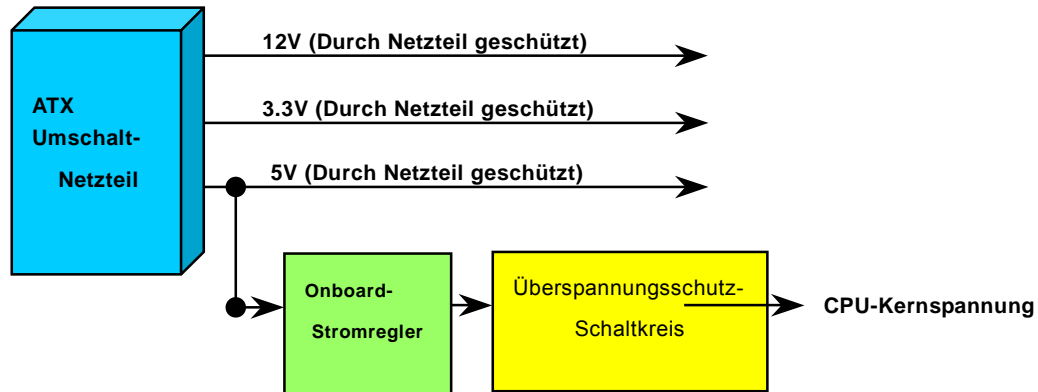 12V (Durch Netzteil geschützt)
ATX
Umschalt-
Netzteil
3.3V (Durch Netzteil geschützt)
5V (Durch Netzteil geschützt)
Onboard-
Stromregler
Überspannungsschutz-
Schaltkreis
CPU-Kernspannung